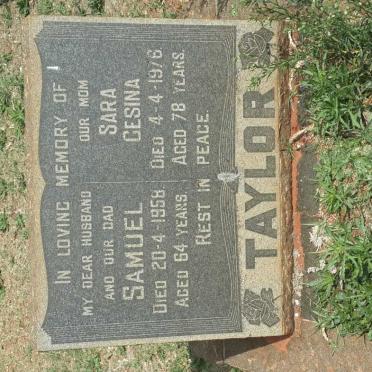 IN LOVING MEMORY OF
MY DEAR HUSBAND
AND OUR DAD
SAMUEL
DIED 20-4-1958
AGED 64 YEARS
OUR MOM
SARA
GESINA
DIED 4-4-1976
AGED 78 YEARS.
REST IN PEACE.
TAYLOR